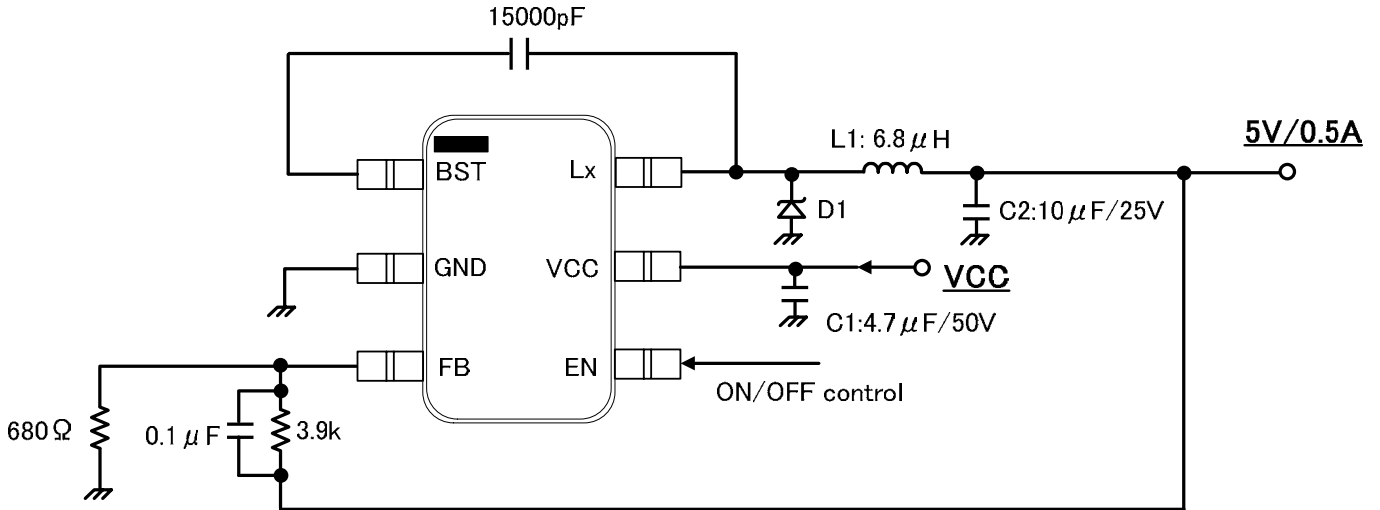 15000pF
5V/0.5A
L1: 6.8μH
BST
Lx
D1
C2:10μF/25V
GND
VCC
VCC
C1:4.7μF/50V
FB
EN
ON/OFF control
680Ω
0.1μF
3.9k